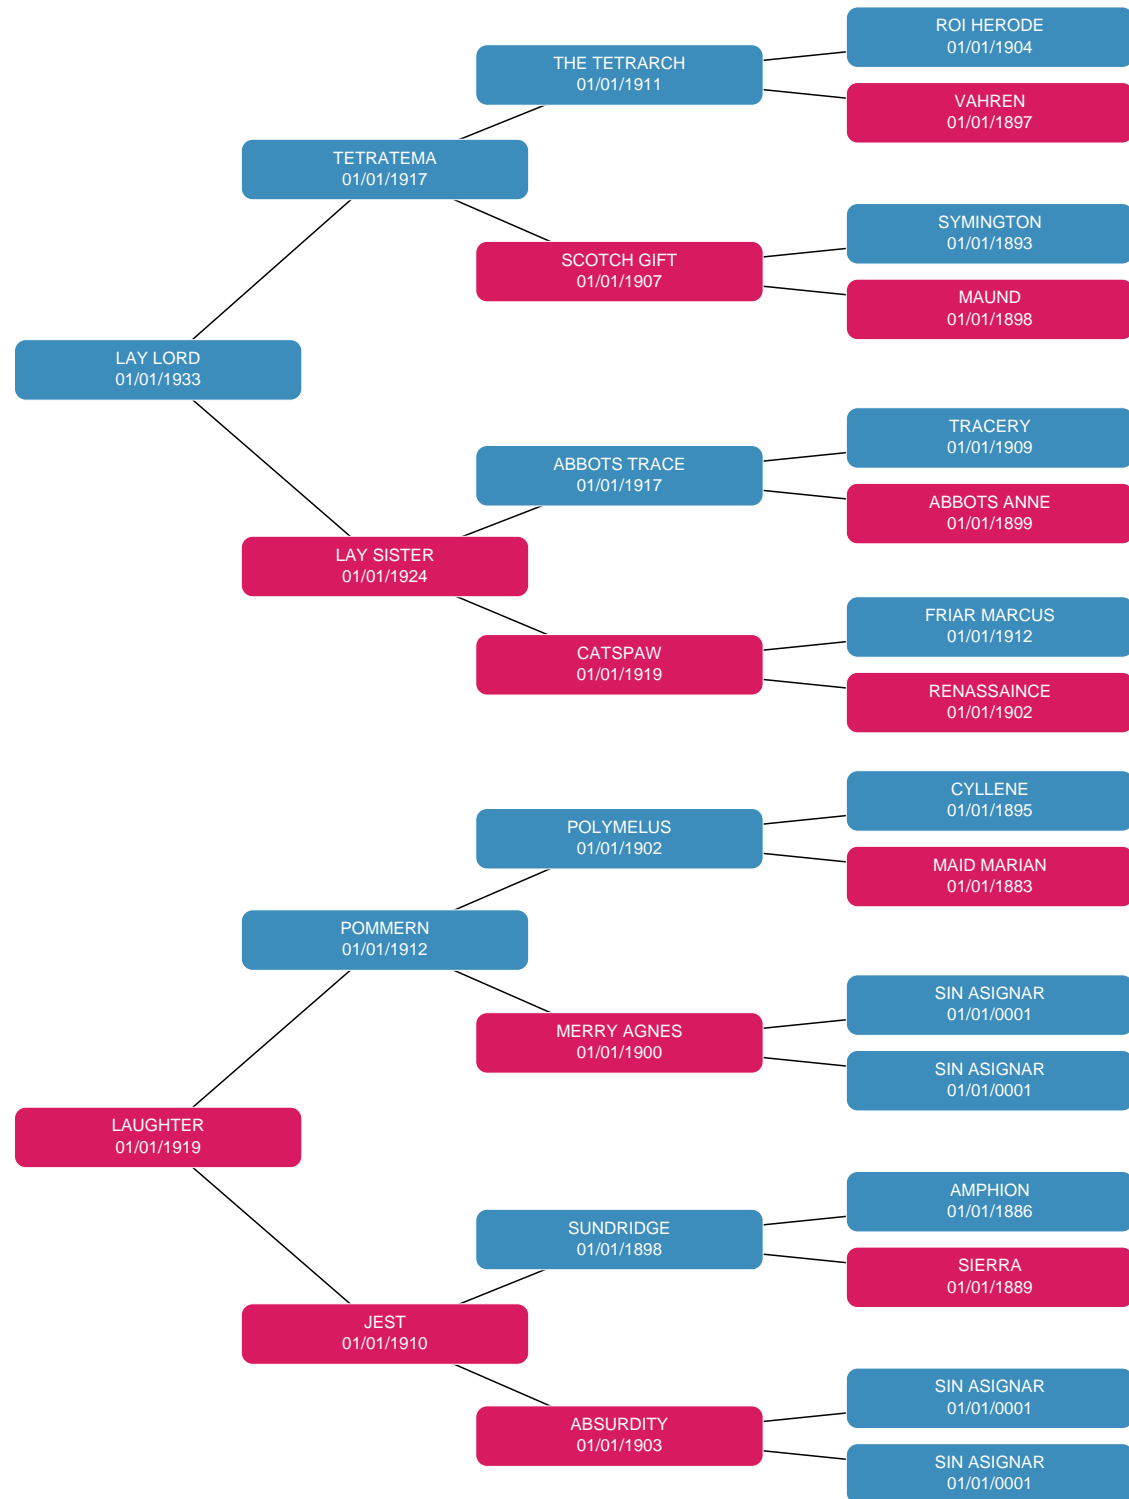 ROI HERODE
01/01/1904
THE TETRARCH
01/01/1911
VAHREN
01/01/1897
TETRATEMA
01/01/1917
SYMINGTON
01/01/1893
SCOTCH GIFT
01/01/1907
MAUND
01/01/1898
LAY LORD
01/01/1933
TRACERY
01/01/1909
ABBOTS TRACE
01/01/1917
ABBOTS ANNE
01/01/1899
LAY SISTER
01/01/1924
FRIAR MARCUS
01/01/1912
CATSPAW
01/01/1919
RENASSAINCE
01/01/1902
CYLLENE
01/01/1895
POLYMELUS
01/01/1902
MAID MARIAN
01/01/1883
POMMERN
01/01/1912
SIN ASIGNAR
01/01/0001
MERRY AGNES
01/01/1900
SIN ASIGNAR
01/01/0001
LAUGHTER
01/01/1919
AMPHION
01/01/1886
SUNDRIDGE
01/01/1898
SIERRA
01/01/1889
JEST
01/01/1910
SIN ASIGNAR
01/01/0001
ABSURDITY
01/01/1903
SIN ASIGNAR
01/01/0001